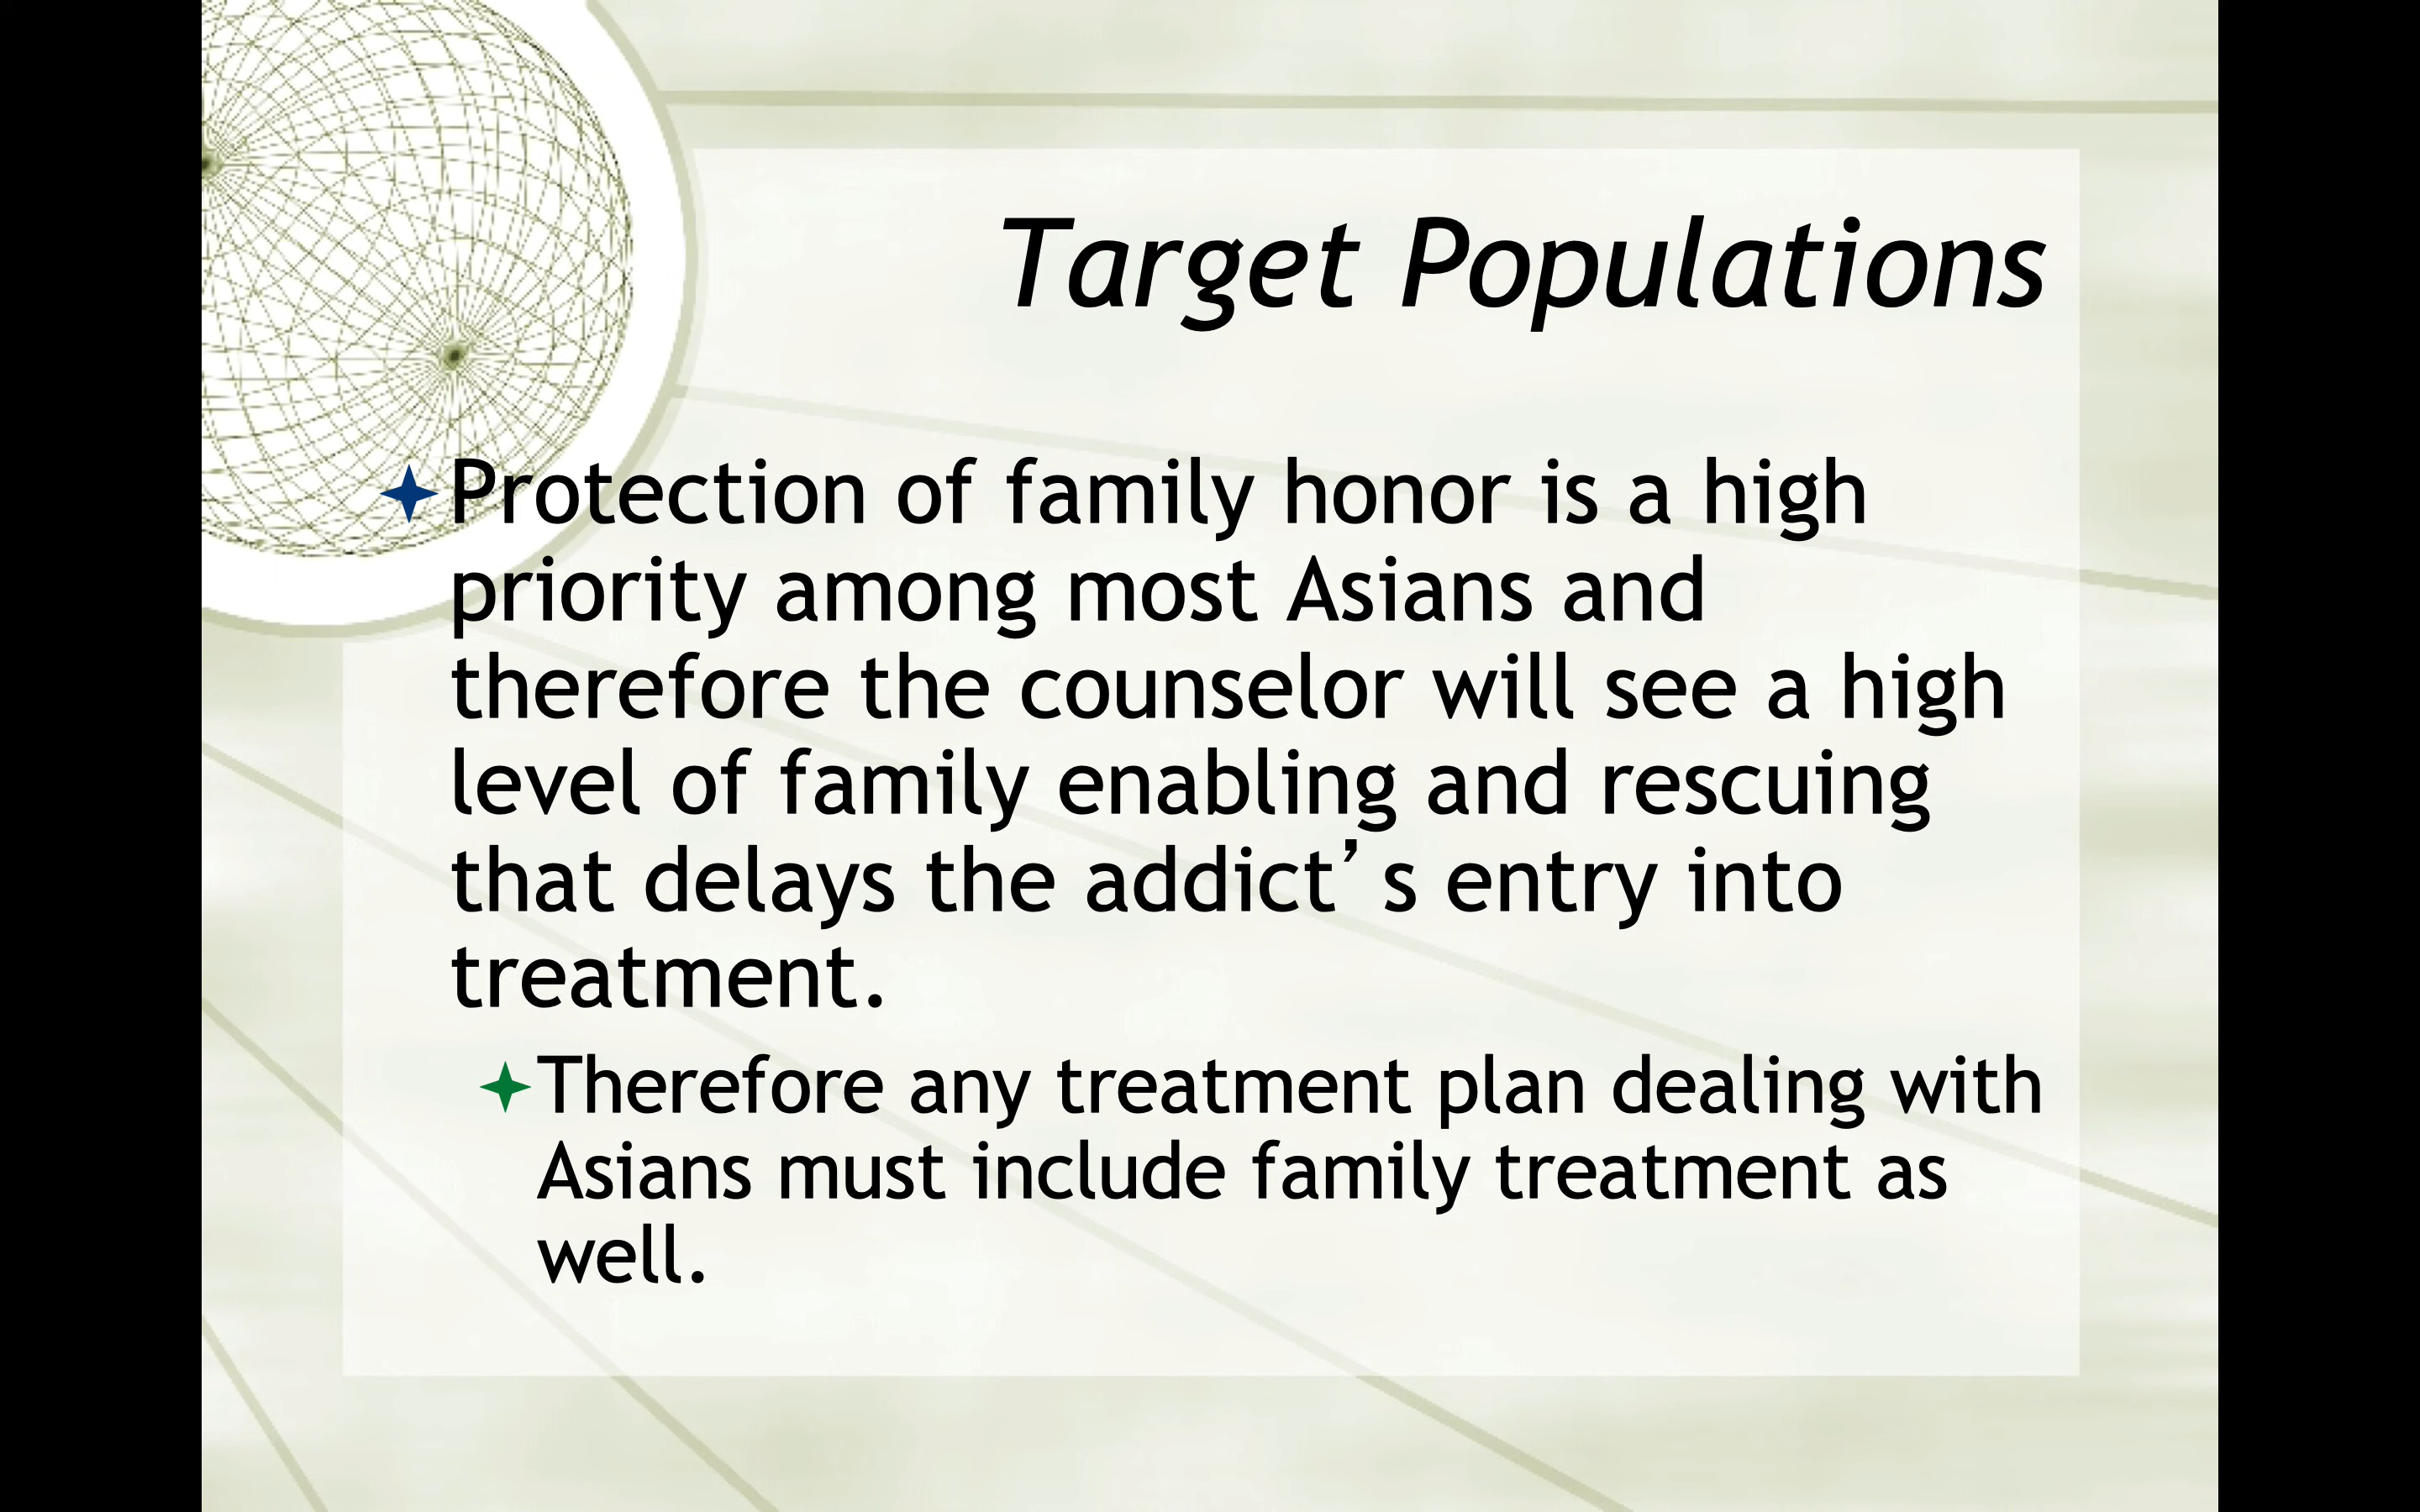 Target Populations
Protection of family honor is a high
priority among most Asians and
therefore the counselor will see a high
level of family enabling and rescuing
that delays the addict’s entry into
treatment.
Therefore any treatment plan dealing with
Asians must include family treatment as
well.